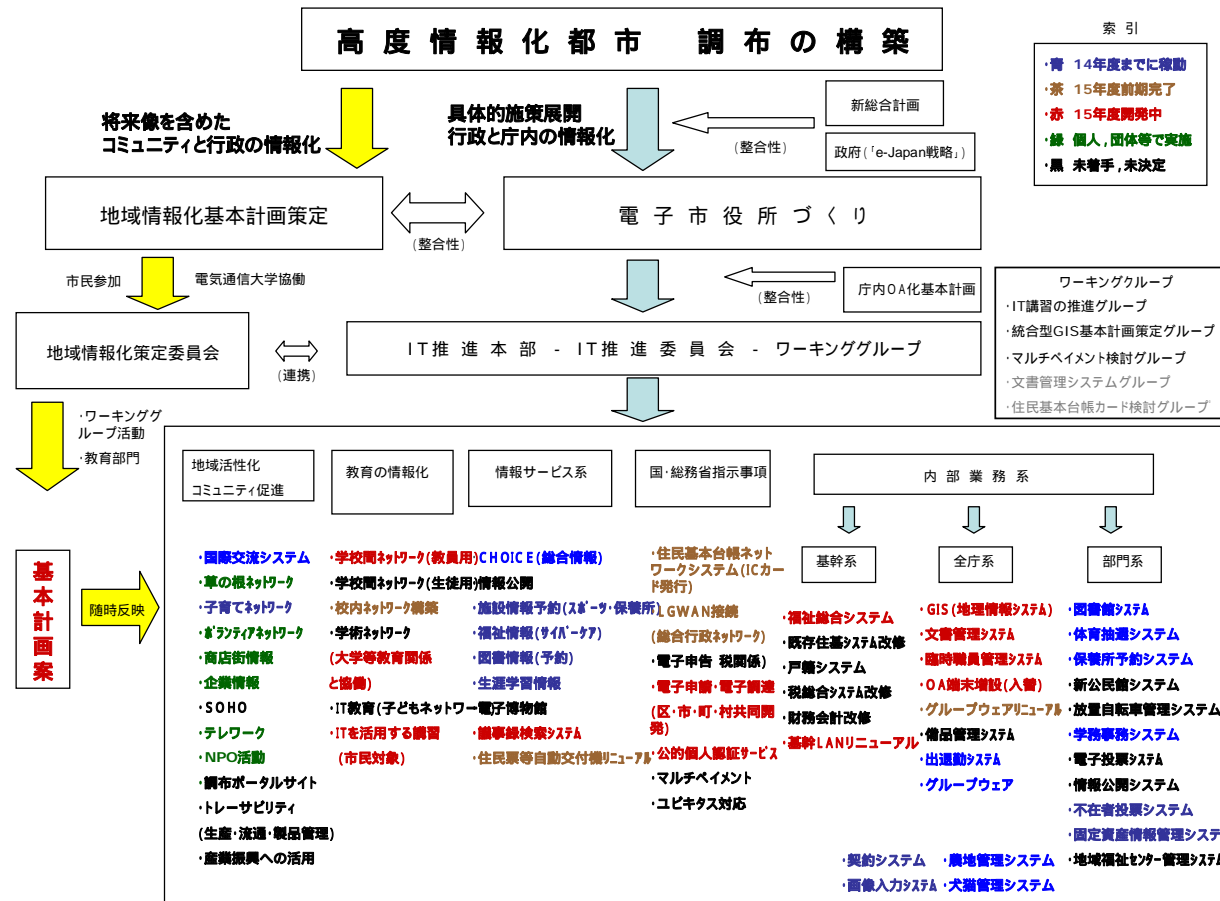 高度情報化都市　調布の構築
索引
・青 14年度までに稼動
・茶 15年度前期完了
・赤 15年度開発中
・緑 個人,団体等で実施
・黒 未着手,未決定
将来像を含めた
コミュニティと行政の情報化
具体的施策展開
行政と庁内の情報化
(整合性)
新総合計画
政府(「e-Japan戦略」)
地域情報化基本計画策定
(整合性)
電子市役所づくり
市民参加
電気通信大学協働
(整合性)
庁内OA化基本計画
地域情報化策定委員会
(連携)
IT推進本部 - IT推進委員会 - ワーキンググループ
ワーキンググループ
・IT講習の推進グループ
・統合型GIS基本計画策定グループ
・マルチペイメント検討グループ
・文書管理システムグループ
・住民基本台帳カード検討グループ
・ワーキンググ
ループ活動
・教育部門
基本計画案
随時反映
地域活性化
コミュニティ促進
・国際交流システム
・草の根ネットワーク
・子育てネットワーク
・ボランティアネットワーク
・商店街情報
・企業情報
・SOHO
・テレワーク
・NPO活動
・調布ポータルサイト
・トレーサビリティ
(生産・流通・製品管理)
・産業振興への活用
教育の情報化
・学校間ネットワーク(教員用)
・学校間ネットワーク(生徒用)
・校内ネットワーク構築
・学術ネットワーク
(大学等教育関係
と協働)
・IT教育(子どもネットワー
・ITを活用する講習
(市民対象)
情報サービス系
CHOICE(総合情報)
・情報公開
・施設情報予約(スポーツ・保養所)
・福祉情報(サイバーケア)
・図書情報(予約)
・生涯学習情報
・電子博物館
・議事録検索システム
・住民票等自動交付機リニューアル
国・総務省指示事項
・住民基本台帳ネット
ワークシステム(ICカー
ド発行)
・LGWAN接続
(総合行政ネットワーク)
・電子申告 税関係)
・電子申請・電子調達
(区・市・町・村共同開
発)
・公的個人認証サービス
・マルチペイメント
・ユビキタス対応
内部業務系
基幹系
・福祉総合システム
・既存住基システム改修
・戸籍システム
・税総合システム改修
・財務会計改修
・基幹LANリニューアル
全庁系
・GIS(地理情報システム)
・文書管理システム
・臨時職員管理システム
・OA端末増設(入替)
・グループウェアリニューアル
・備品管理システム
・出退勤システム
・グループウェア
部門系
・図書館システム
・体育抽選システム
・保養所予約システム
・新公民館システム
・放置自転車管理システム
・学務事務システム
・電子投票システム
・情報公開システム
・不在者投票システム
・固定資産情報管理システ
・地域福祉センター管理システム
・契約システム
・農地管理システム
・画像入力システム
・犬猫管理システム